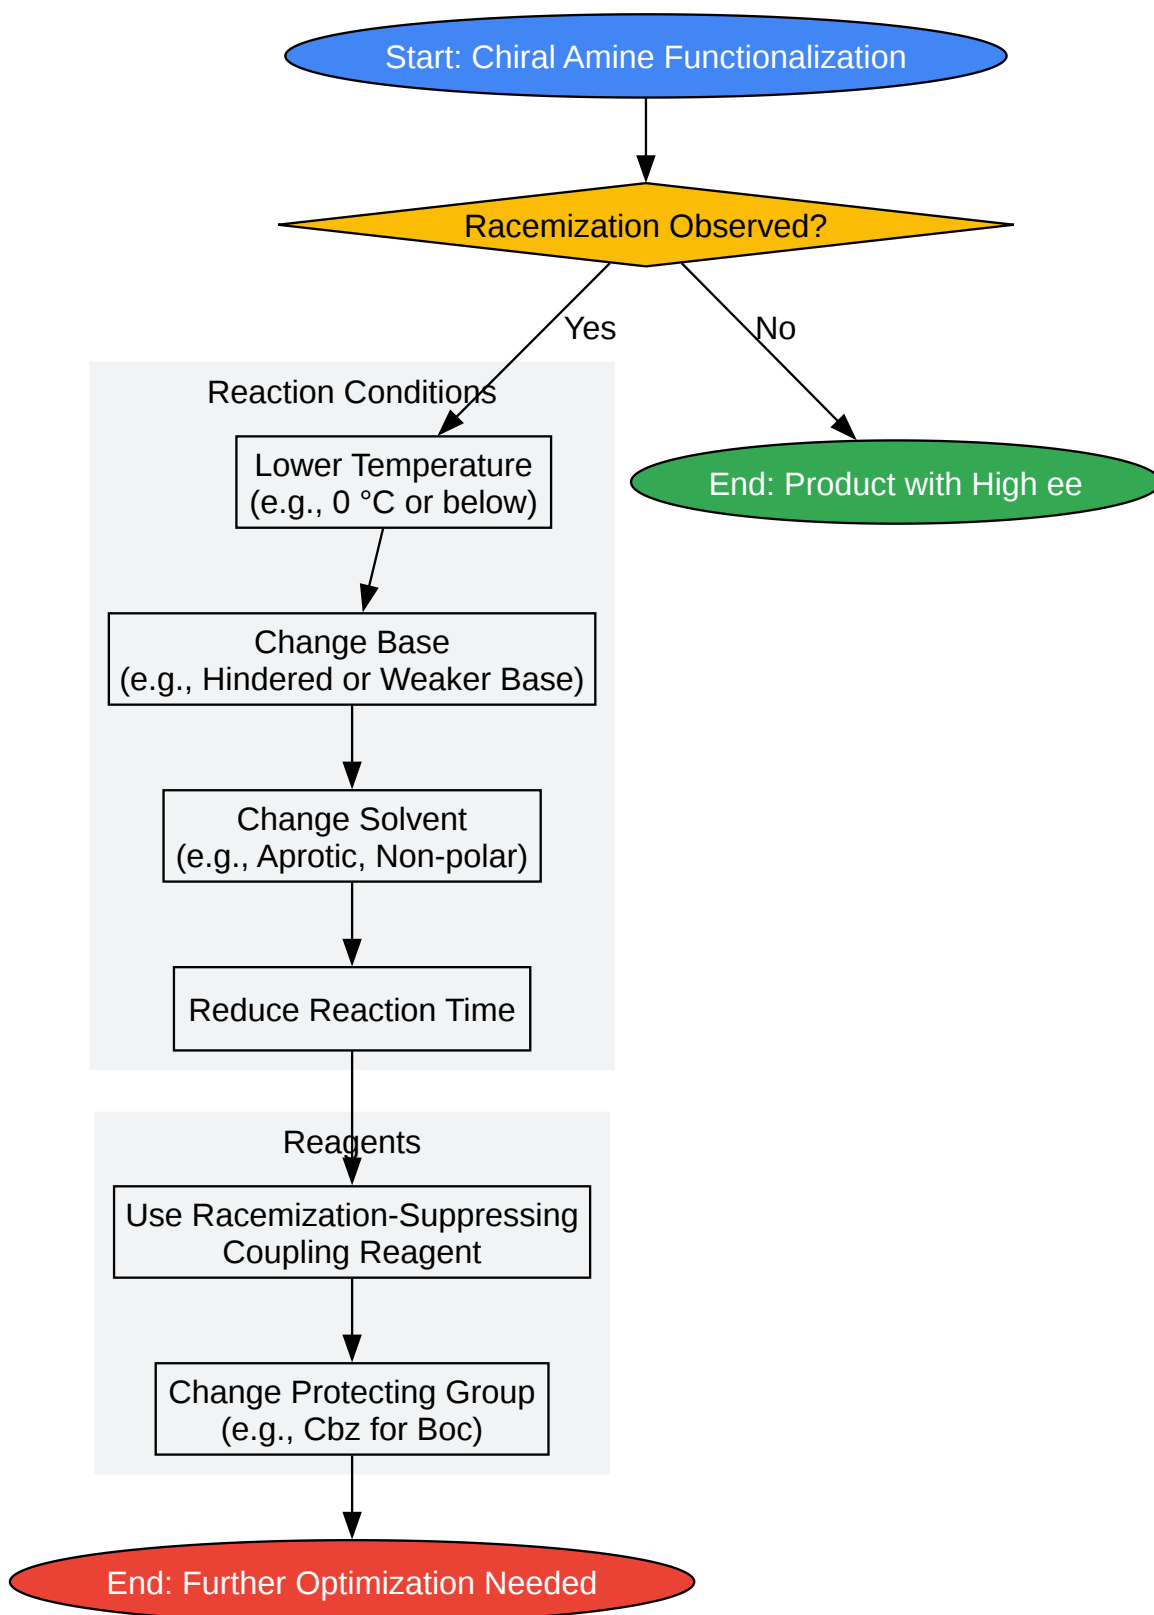 Start: Chiral Amine Functionalization
Racemization Observed?
Yes
No
Reaction Conditions
Lower Temperature
(e.g., 0 °C or below)
End: Product with High ee
Change Base
(e.g., Hindered or Weaker Base)
Change Solvent
(e.g., Aprotic, Non-polar)
Reduce Reaction Time
Reagents
Use Racemization-Suppressing
Coupling Reagent
Change Protecting Group
(e.g., Cbz for Boc)
End: Further Optimization Needed